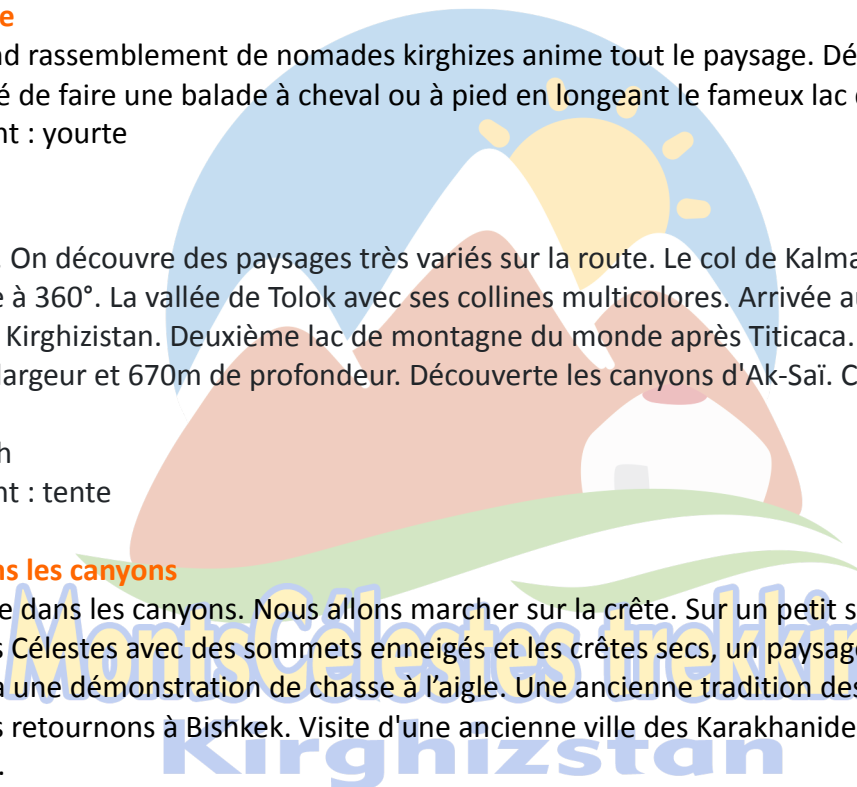 e
nd rassemblement de nomades kirghizes anime tout le paysage. Dé
é de faire une balade à cheval ou à pied en longeant le fameux lac
nt : yourte
. On découvre des paysages très variés sur la route. Le col de Kalma
e à 360°. La vallée de Tolok avec ses collines multicolores. Arrivée au
Kirghizistan. Deuxième lac de montagne du monde après Titicaca.
largeur et 670m de profondeur. Découverte les canyons d'Ak-Saï. C
h
nt : tente
ns les canyons
e dans les canyons. Nous allons marcher sur la crête. Sur un petit s
s Célestes avec des sommets enneigés et les crêtes secs, un paysage
a une démonstration de chasse à l’aigle. Une ancienne tradition des
s retournons à Bishkek. Visite d'une ancienne ville des Karakhanide
.
MontsCélestes trekkin
Kirghizstan